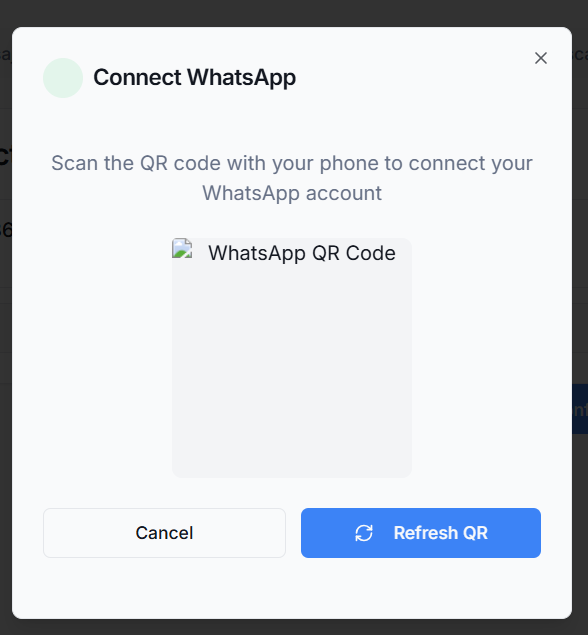 Connect WhatsApp
Scan the QR code with your phone to connect your
WhatsApp account
WhatsApp QR Code
Cancel
Refresh QR